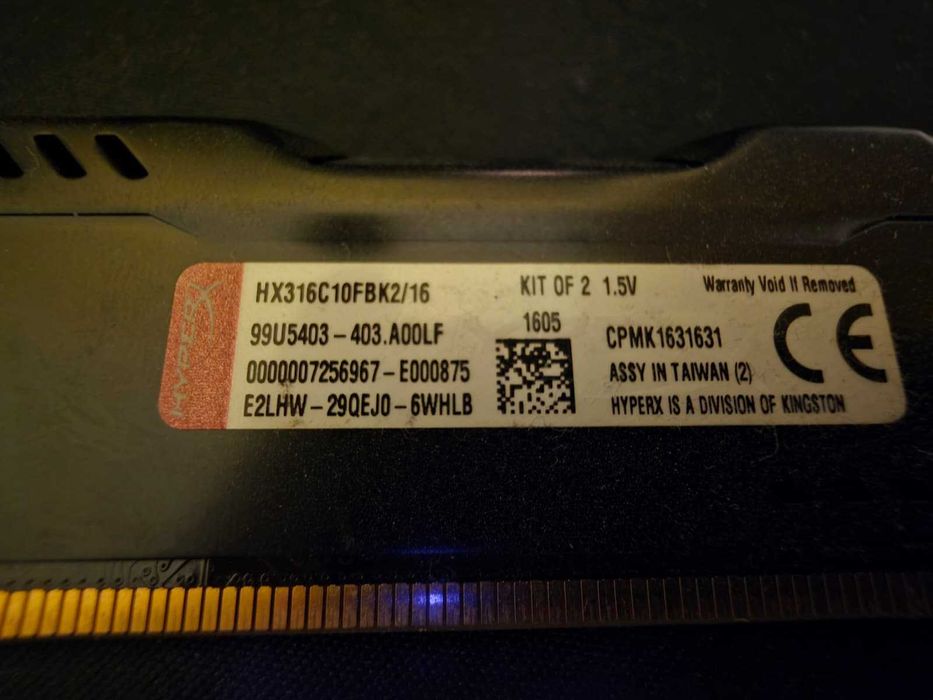 HYPERX
HX316C10FBK2/16
KIT OF 2 1.5V
Warranty Void If Removed
99U5403-403.A00LF
1605
CPMK1631631
CE
0000007256967-E000875
ASSY IN TAIWAN (2)
E2LHW-29QEJ0-6WHLB
HYPERX IS A DIVISION OF KINGSTON